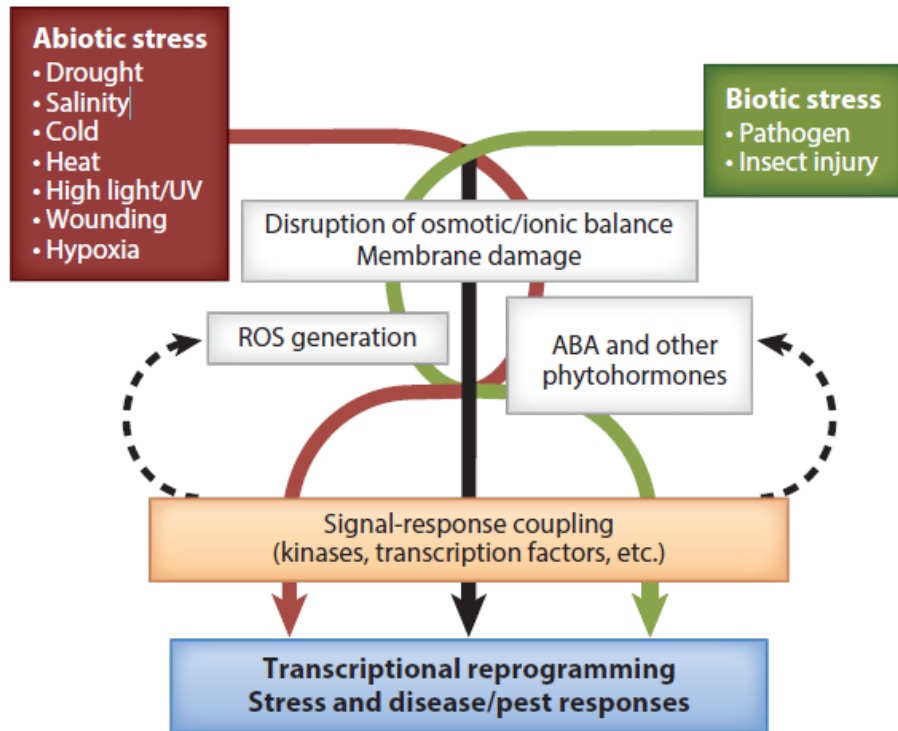 Abiotic stress
• Drought
• Salinity
• Cold
• Heat
• High light/UV
• Wounding
• Hypoxia
Biotic stress
• Pathogen
• Insect injury
Disruption of osmotic/ionic balance
Membrane damage
ROS generation
ABA and other
phytohormones
Signal-response coupling
(kinases, transcription factors, etc.)
Transcriptional reprogramming
Stress and disease/pest responses